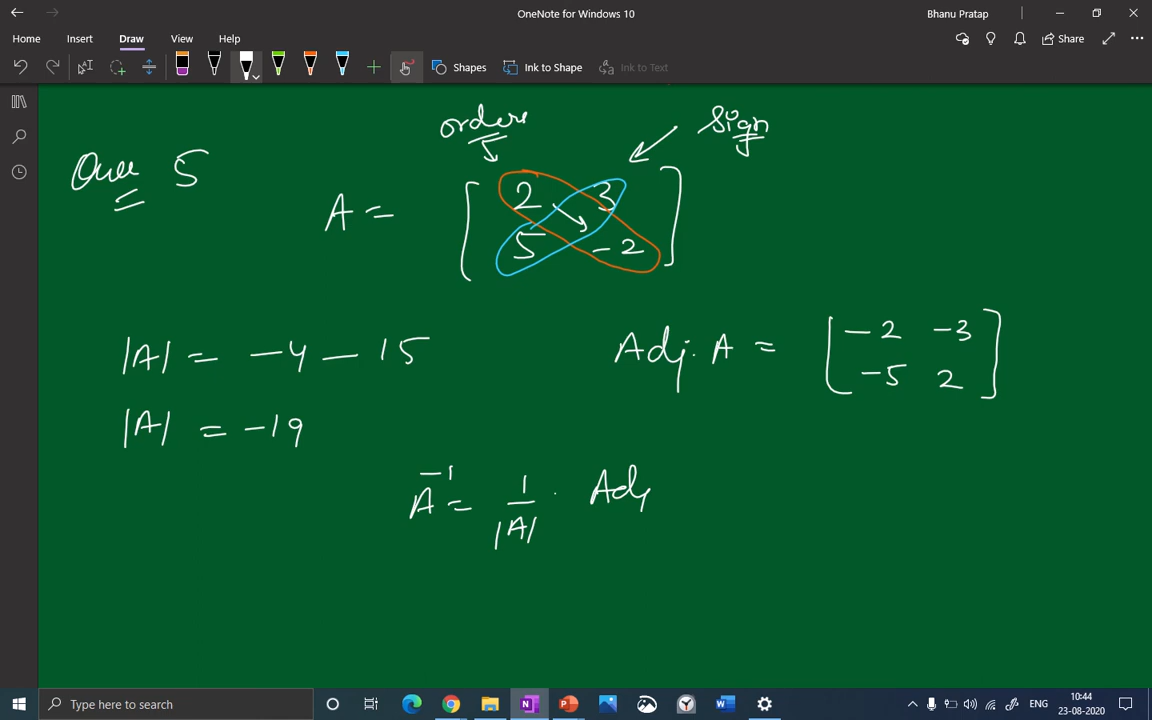 OneNote for Windows 10
Bhanu Pratap
Home Insert Draw View Help
Share
Shapes
Ink to Shape
Ink to Text
orders sign
Ques 5
A = [ 2 3
5 -2 ]
|A| = -4 - 15
Adj. A = [ -2 -3
-5 2 ]
|A| = -19
A⁻¹ = 1/|A| . Adj
Type here to search
ENG
10:44
23-08-2020